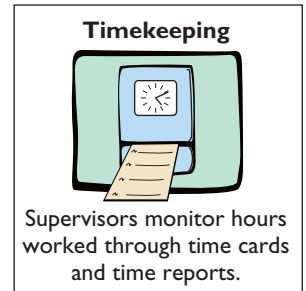 Timekeeping
Supervisors monitor hours
worked through time cards
and time reports.